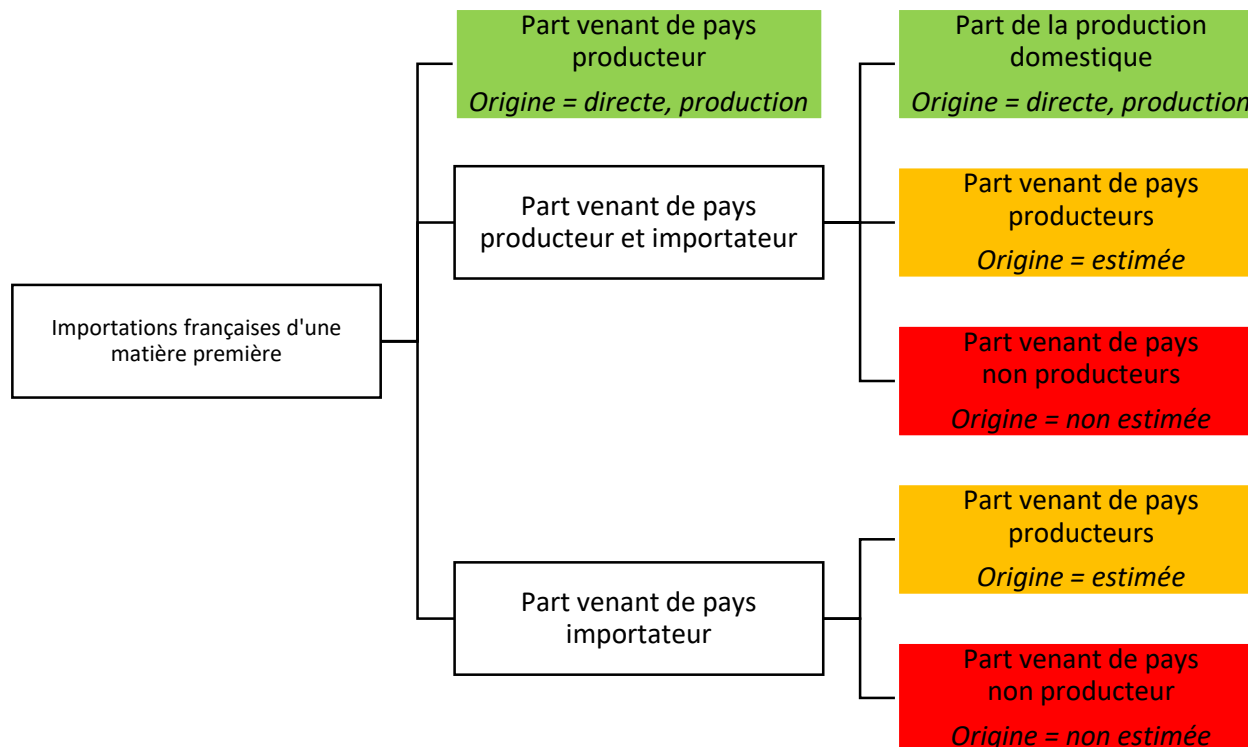 Part venant de pays
producteur
Origine = directe, production
Part de la production
domestique
Origine = directe, production
Part venant de pays
producteur et importateur
Part venant de pays
producteurs
Origine = estimée
Importations françaises d'une
matière première
Part venant de pays
non producteurs
Origine = non estimée
Part venant de pays
importateur
Part venant de pays
producteurs
Origine = estimée
Part venant de pays
non producteur
Origine = non estimée